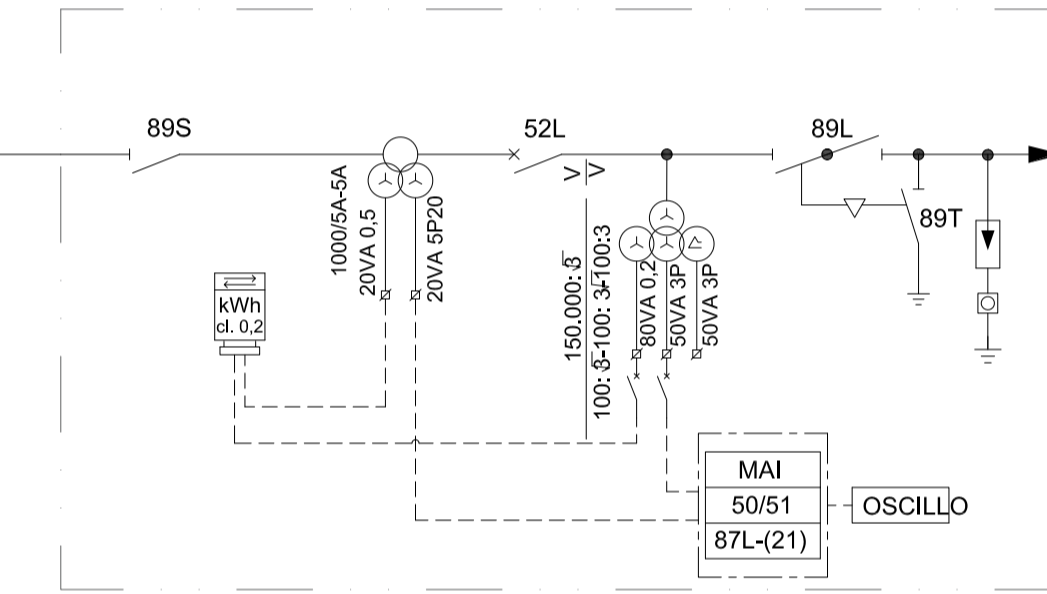 89S
52L
89L
89T
1000/5A-5A
20VA 0,5
20VA 5P20
V
V
150.000:√3
100:√3-100:√3-100:3
80VA 0,2
50VA 3P
50VA 3P
kWh
cl. 0,2
MAI
50/51
87L-(21)
OSCILLO